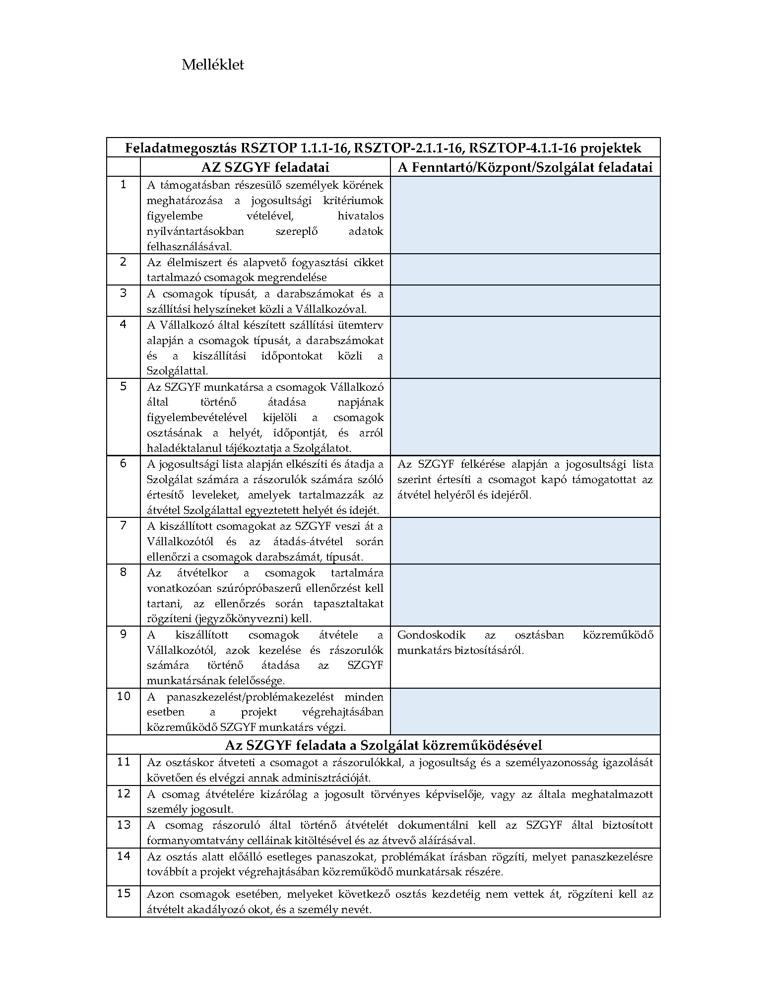 Melléklet
Feladatmegosztás RSZTOP 1.1.1-16, RSZTOP-2.1.1-16, RSZTOP-4.1.1-16 projektek
AZ SZGYF feladatai
A Fenntartó/Központ/Szolgálat feladatai
1
A támogatásban részesülő személyek körének
meghatározása a jogosultsági kritériumok
figyelembe vételével, hivatalos
nyilvántartásokban szereplő adatok
felhasználásával.
2
Az élelmiszert és alapvető fogyasztási cikket
tartalmazó csomagok megrendelése
3
A csomagok típusát, a darabszámokat és a
szállítási helyszíneket közli a Vállalkozóval.
4
A Vállalkozó által készített szállítási ütemterv
alapján a csomagok típusát, a darabszámokat
és a kiszállítási időpontokat közli a
Szolgálattal.
5
Az SZGYF munkatársa a csomagok Vállalkozó
által történő átadása napjának
figyelembevételével kijelöli a csomagok
osztásának a helyét, időpontját, és arról
haladéktalanul tájékoztatja a Szolgálatot.
6
A jogosultsági lista alapján elkészíti és átadja a
Szolgálat számára a rászorulók számára szóló
értesítő leveleket, amelyek tartalmazzák az
átvétel Szolgálattal egyeztetett helyét és idejét.
Az SZGYF felkérése alapján a jogosultsági lista
szerint értesíti a csomagot kapó támogatottat az
átvétel helyéről és idejéről.
7
A kiszállított csomagokat az SZGYF veszi át a
Vállalkozótól és az átadás-átvétel során
ellenőrzi a csomagok darabszámát, típusát.
8
Az átvételkor a csomagok tartalmára
vonatkozóan szúrópróbaszerű ellenőrzést kell
tartani, az ellenőrzés során tapasztaltakat
rögzíteni (jegyzőkönyvezni) kell.
9
A kiszállított csomagok átvétele a
Vállalkozótól, azok kezelése és rászorulók
számára történő átadása az SZGYF
munkatársának felelőssége.
Gondoskodik az osztásban közreműködő
munkatárs biztosításáról.
10
A panaszkezelést/problémakezelést minden
esetben a projekt végrehajtásában
közreműködő SZGYF munkatárs végzi.
Az SZGYF feladata a Szolgálat közreműködésével
11
Az osztáskor átveteti a csomagot a rászorulókkal, a jogosultság és a személyazonosság igazolását
követően és elvégzi annak adminisztrációját.
12
A csomag átvételére kizárólag a jogosult törvényes képviselője, vagy az általa meghatalmazott
személy jogosult.
13
A csomag rászoruló által történő átvételét dokumentálni kell az SZGYF által biztosított
formanyomtatvány celláinak kitöltésével és az átvevő aláírásával.
14
Az osztás alatt előálló esetleges panaszokat, problémákat írásban rögzíti, melyet panaszkezelésre
továbbít a projekt végrehajtásában közreműködő munkatársak részére.
15
Azon csomagok esetében, melyeket következő osztás kezdetéig nem vettek át, rögzíteni kell az
átvételt akadályozó okot, és a személy nevét.